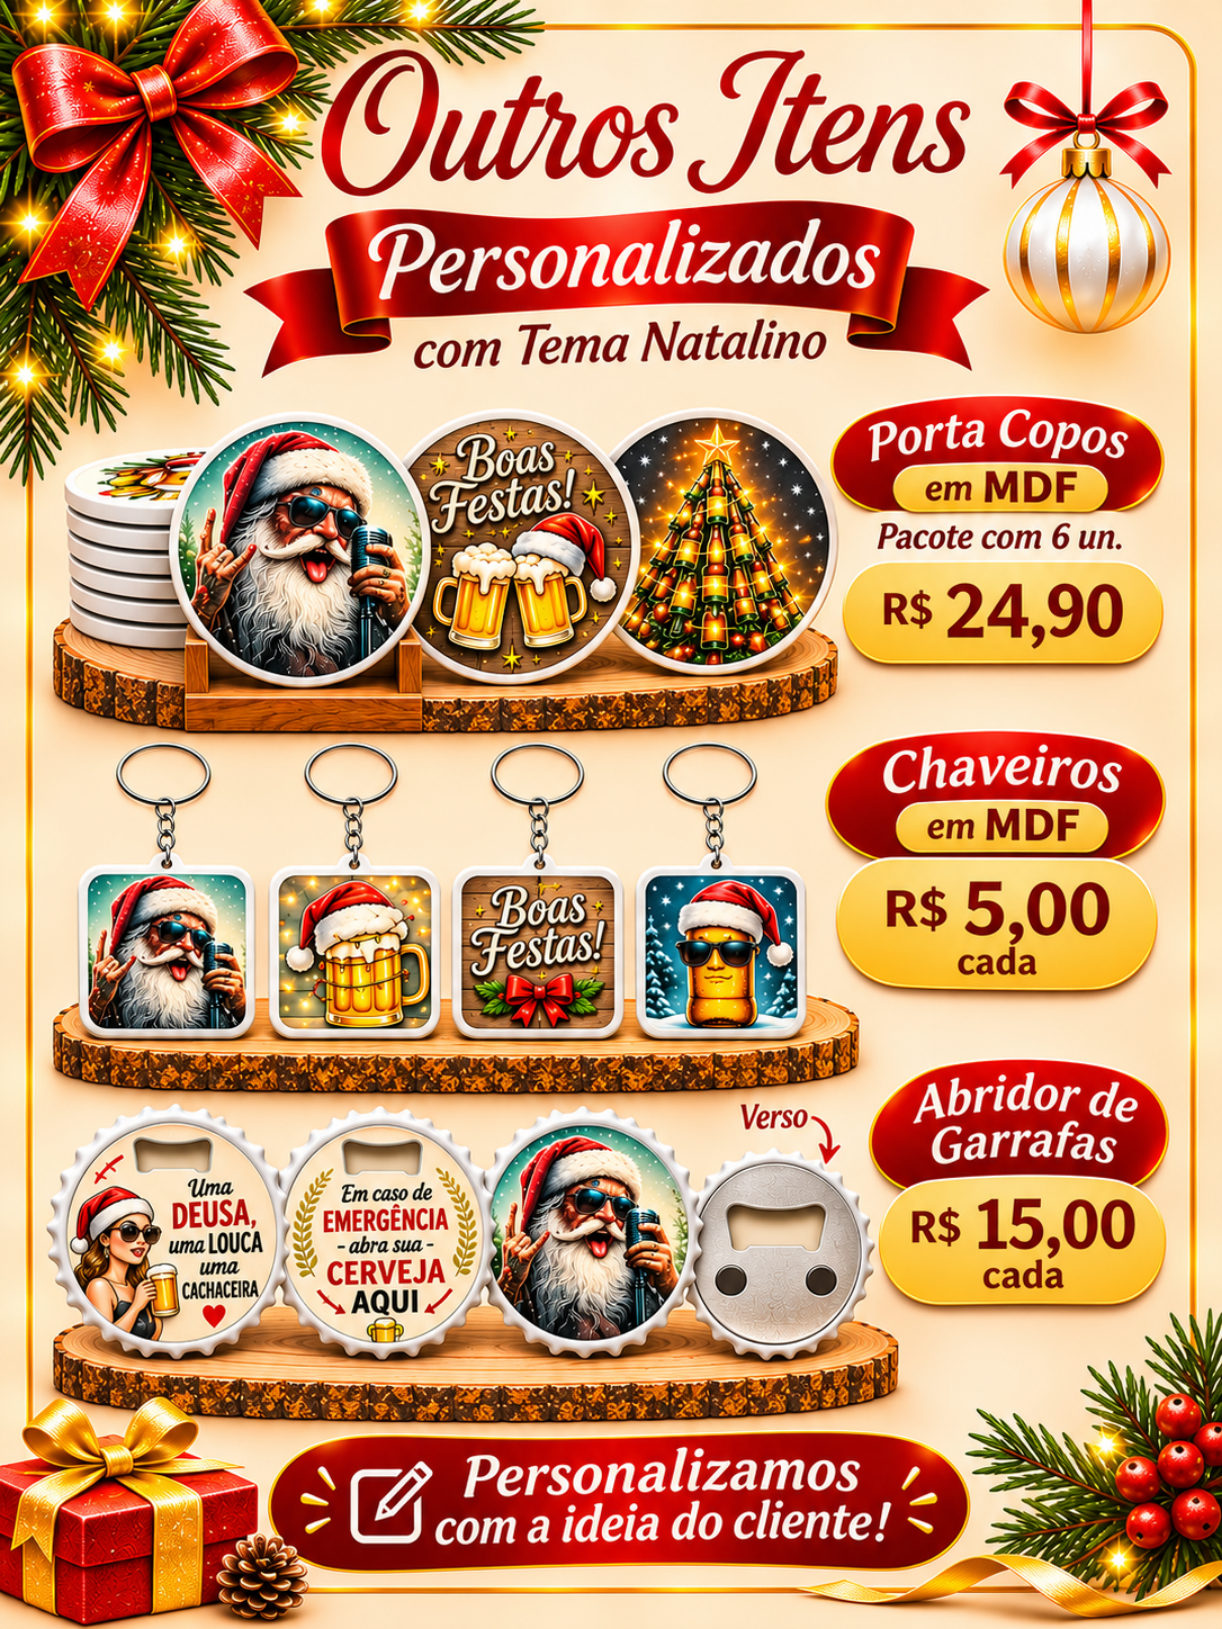 Outros Itens
Personalizados
com Tema Natalino
Boas
Festas!
Porta Copos
em MDF
Pacote com 6 un.
R$ 24,90
Boas
Festas!
Chaveiros
em MDF
R$ 5,00
cada
Uma
DEUSA,
uma LOUCA
uma
CACHACEIRA
Em caso de
EMERGÊNCIA
- abra sua -
CERVEJA
AQUI
Verso
Abridor de
Garrafas
R$ 15,00
cada
Personalizamos
com a ideia do cliente!